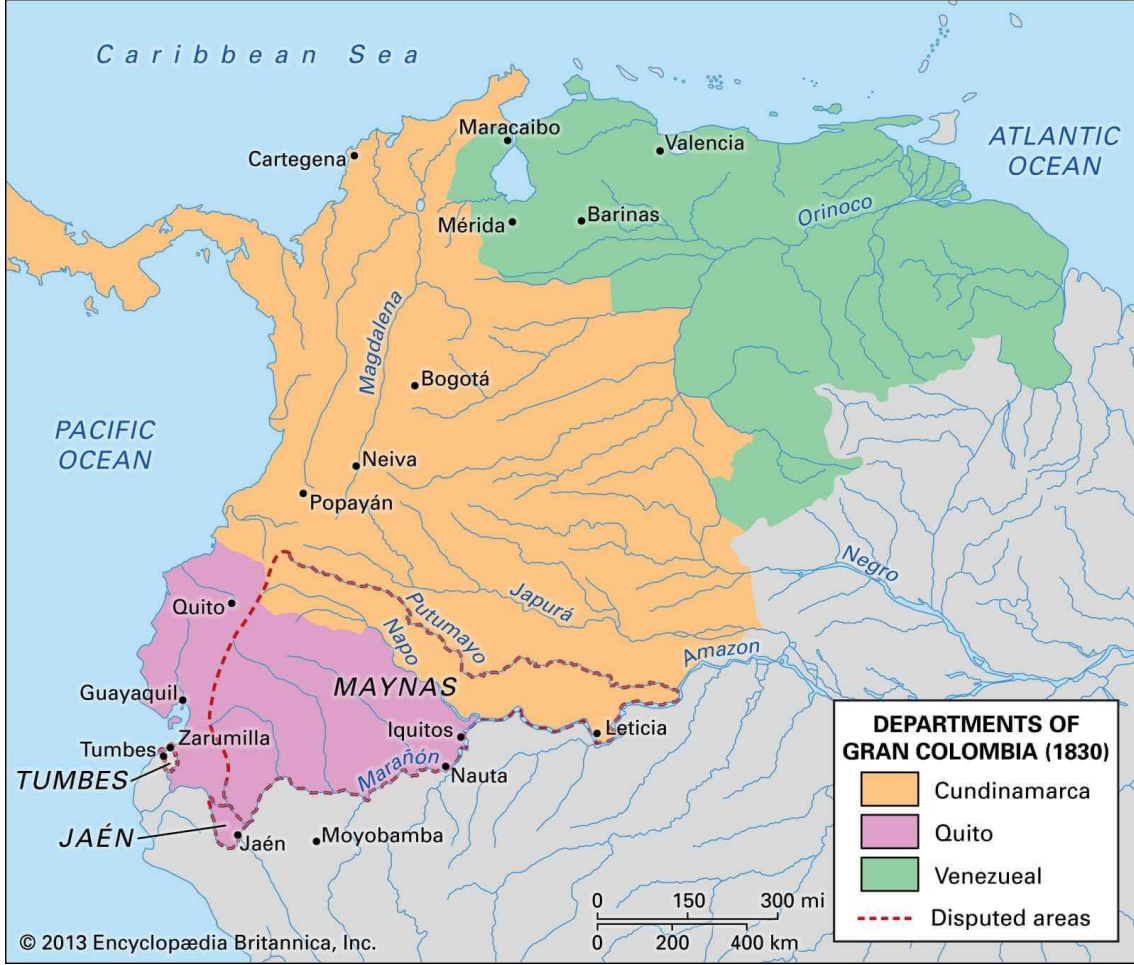 Caribbean Sea
ATLANTIC
OCEAN
Maracaibo
Valencia
Cartegena
Orinoco
Mérida
Barinas
Magdalena
Bogotá
PACIFIC
OCEAN
Neiva
Popayán
Negro
Japurá
Putumayo
Quito
Napo
Amazon
MAYNAS
Guayaquil
Iquitos
Leticia
Zarumilla
Tumbes
TUMBES
Marañón
Nauta
JAÉN
Jaén
Moyobamba
DEPARTMENTS OF
GRAN COLOMBIA (1830)
Cundinamarca
Quito
Venezueal
Disputed areas
0 150 300 mi
0 200 400 km
© 2013 Encyclopædia Britannica, Inc.